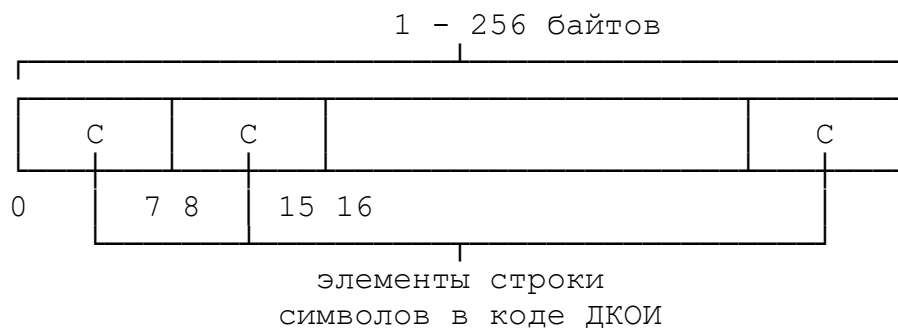 1 - 256 байтов
С С С
0 7 8 15 16
элементы строки
символов в коде ДКОИ